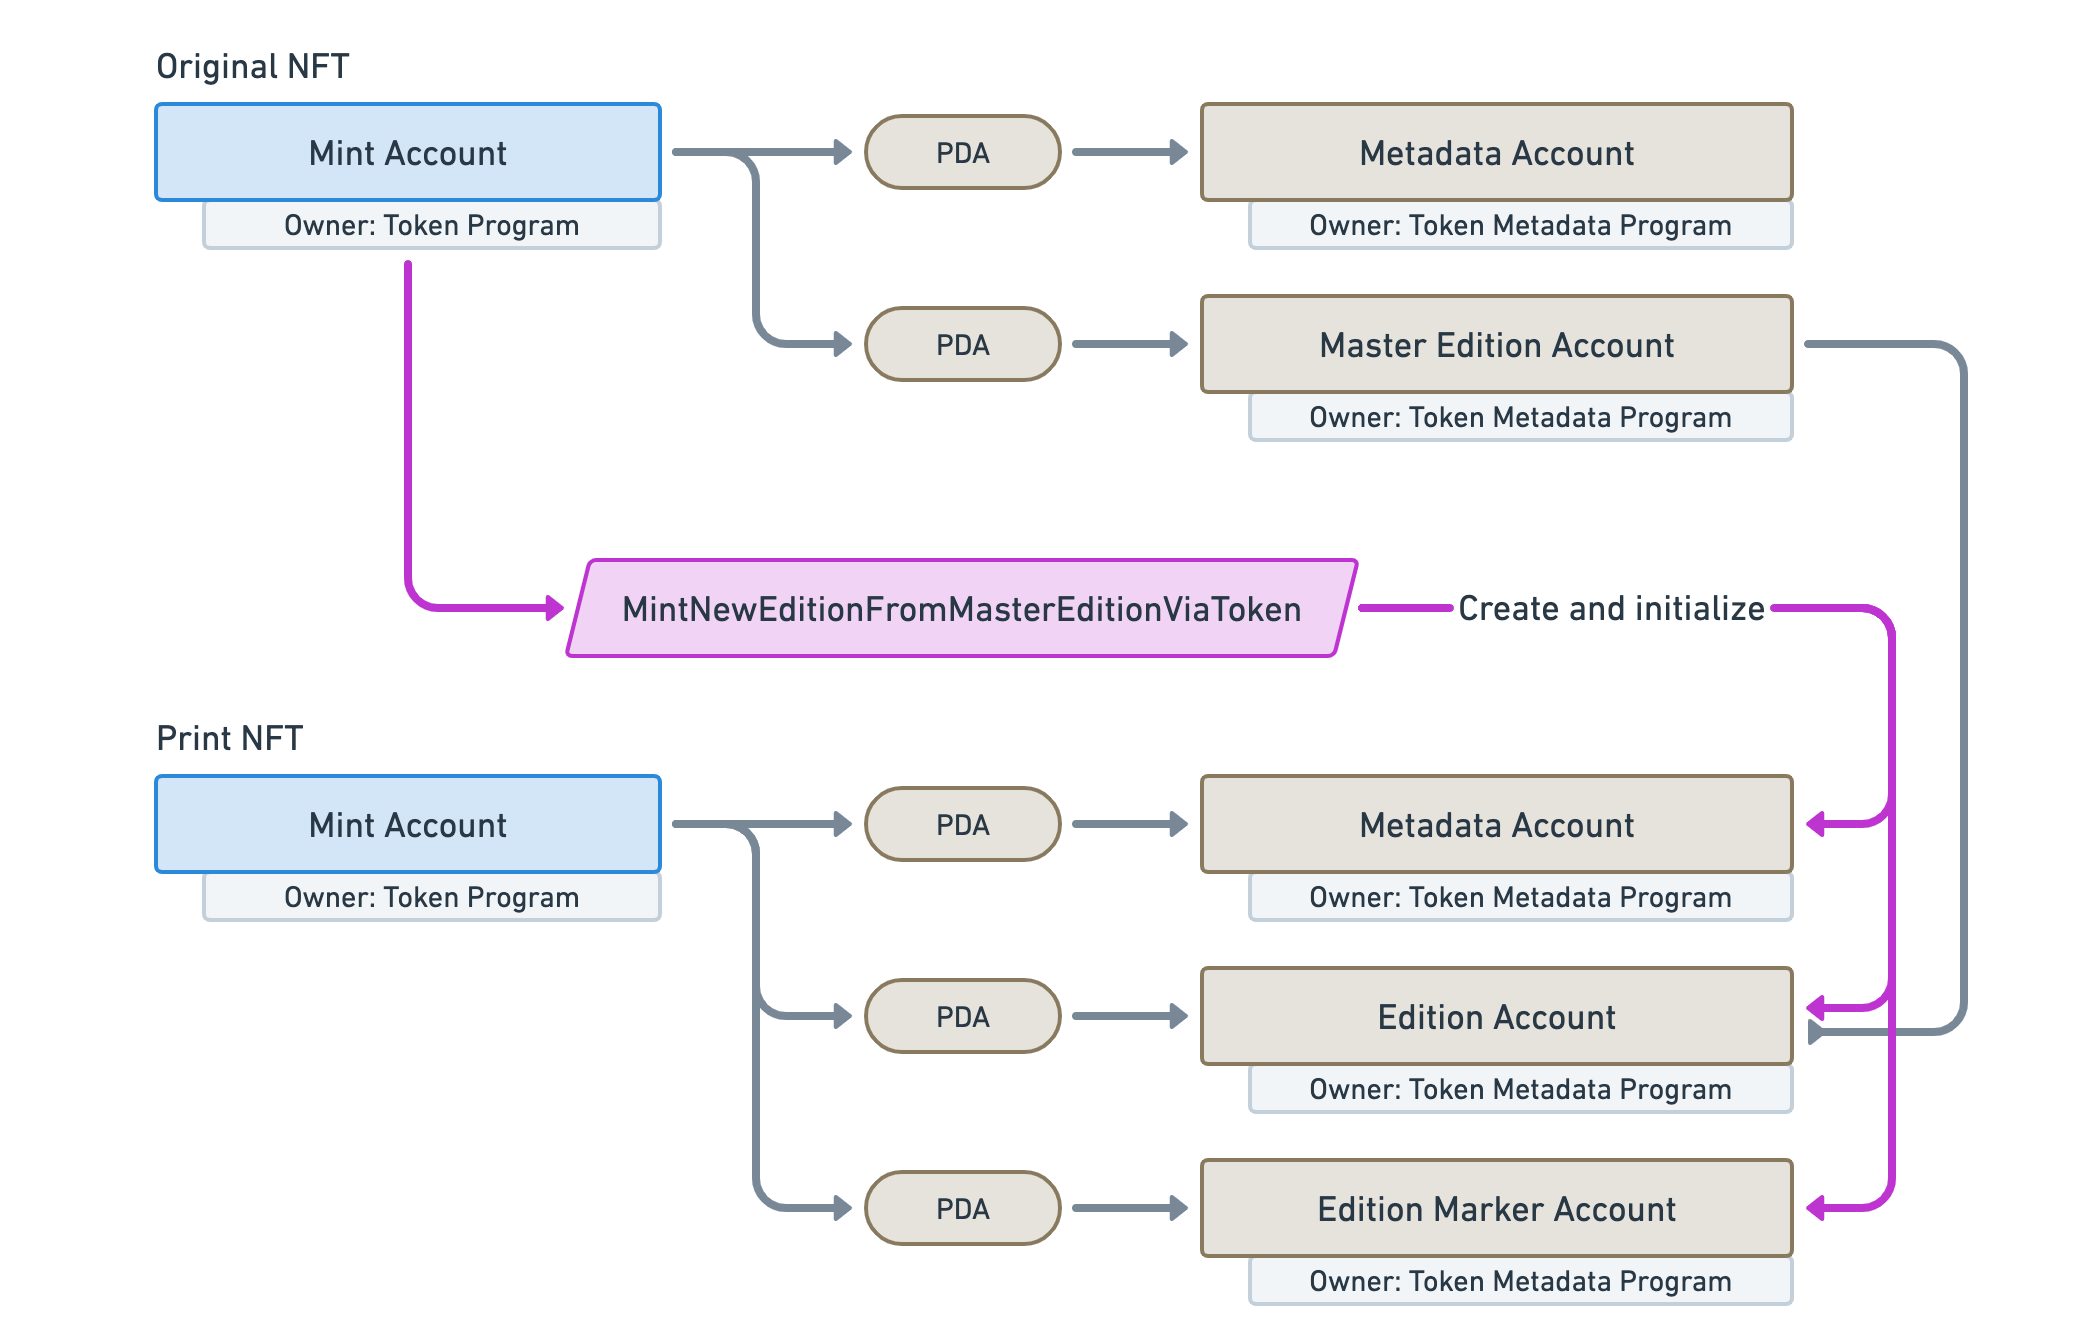 Original NFT
Mint Account
Owner: Token Program
PDA
Metadata Account
Owner: Token Metadata Program
PDA
Master Edition Account
Owner: Token Metadata Program
MintNewEditionFromMasterEditionViaToken
Create and initialize
Print NFT
Mint Account
Owner: Token Program
PDA
Metadata Account
Owner: Token Metadata Program
PDA
Edition Account
Owner: Token Metadata Program
PDA
Edition Marker Account
Owner: Token Metadata Program